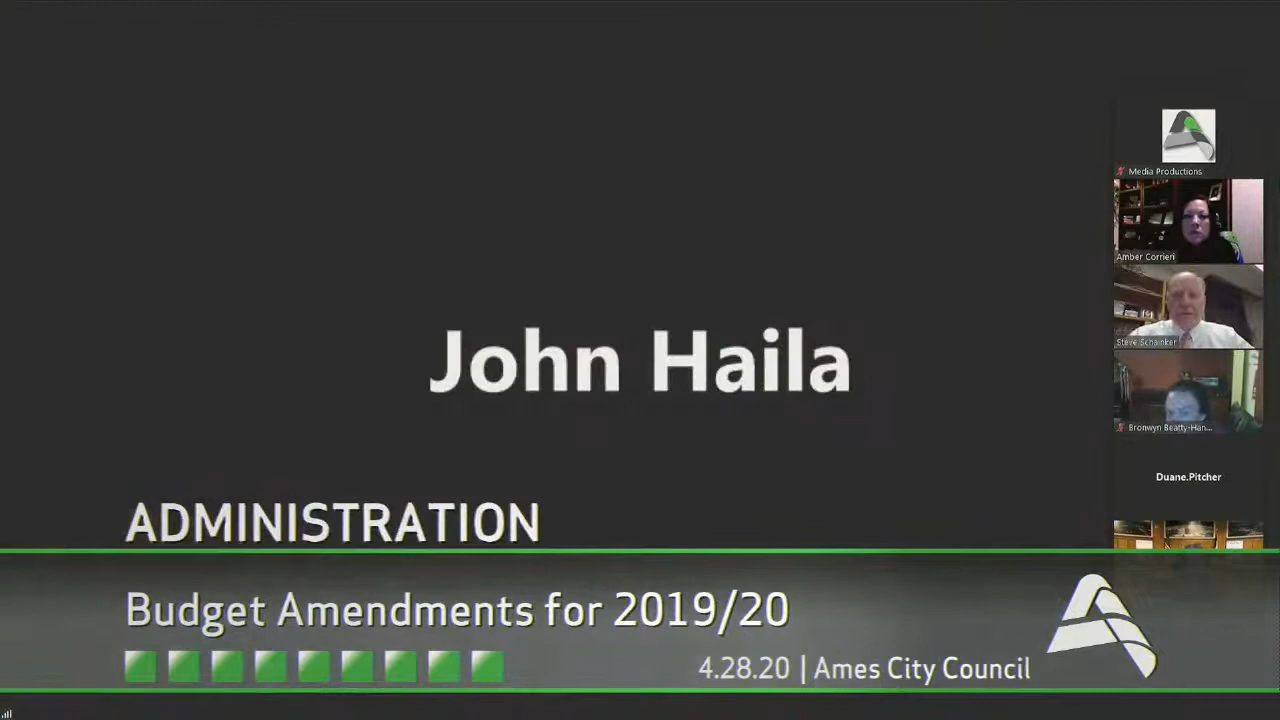 Media Productions
Amber Corrieri
Steve Schainker
John Haila
Bronwyn Beatty-Han...
Duane.Pitcher
ADMINISTRATION
Budget Amendments for 2019/20
4.28.20 | Ames City Council